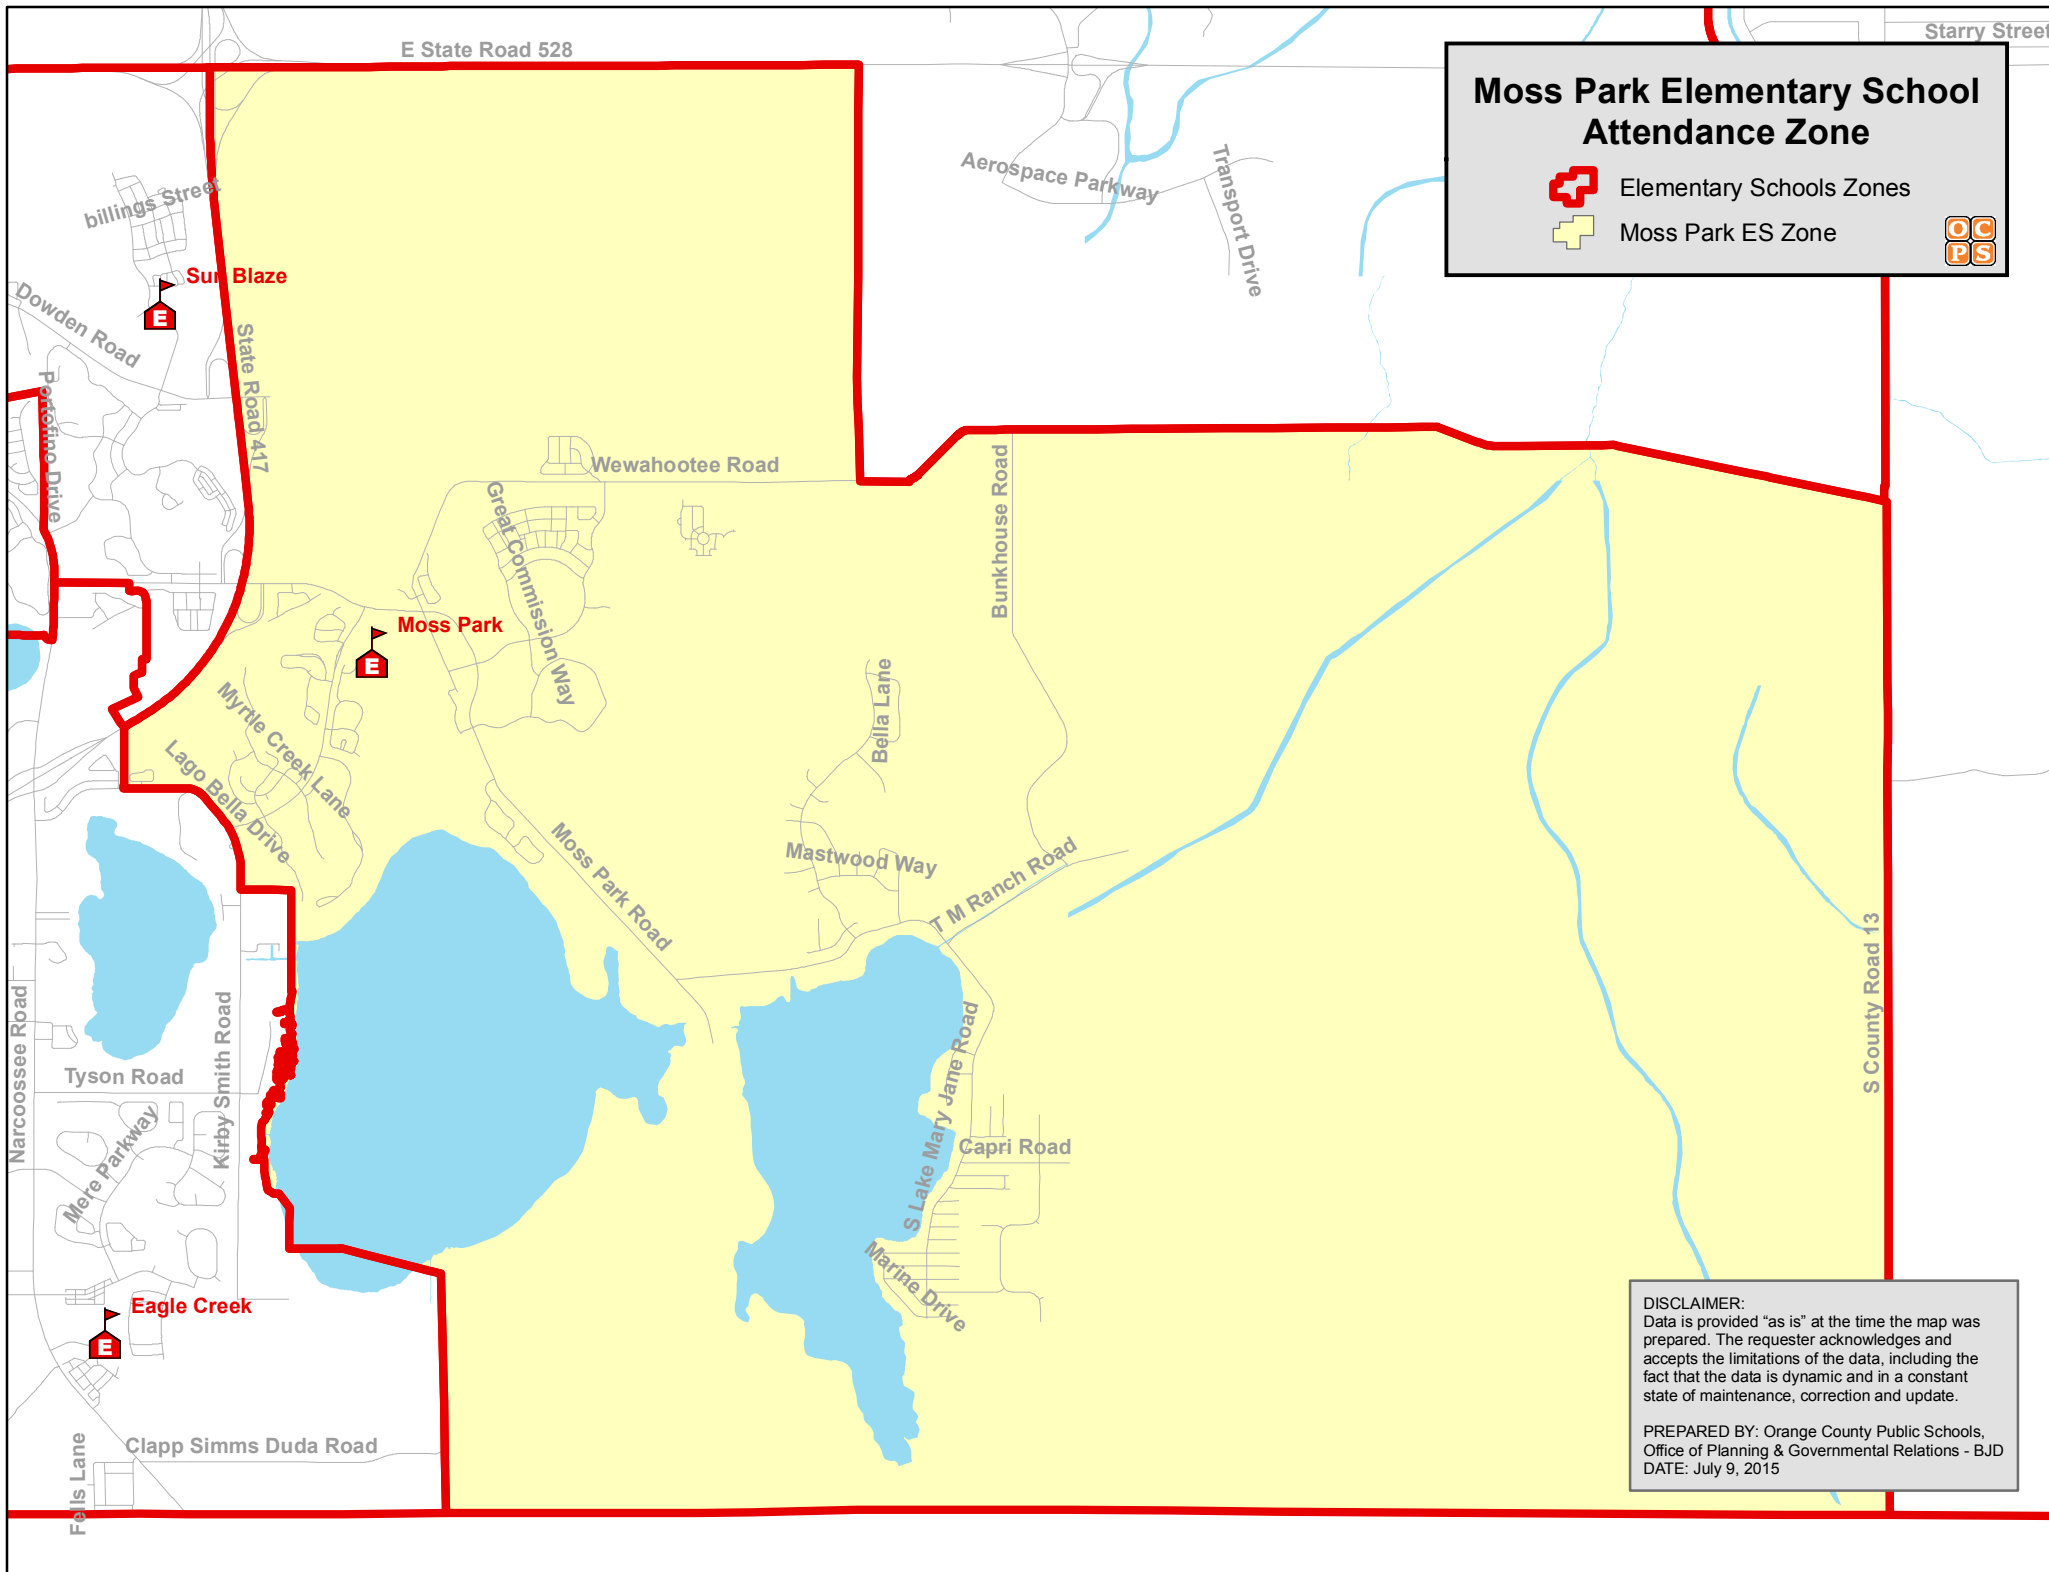 E State Road 528
Starry Street
Moss Park Elementary School
Attendance Zone
Elementary Schools Zones
Moss Park ES Zone
O C
P S
Aerospace Parkway
Transport Drive
billings Street
Sun Blaze
E
Dowden Road
State Road 417
Portofino Drive
Wewahootee Road
Great Commission Way
Bunkhouse Road
Moss Park
E
Myrtle Creek Lane
Lago Bella Drive
Bella Lane
Moss Park Road
Mastwood Way
T M Ranch Road
S County Road 13
Narcoossee Road
Kirby Smith Road
Tyson Road
Mere Parkway
S Lake Mary Jane Road
Capri Road
Marine Drive
Eagle Creek
E
Clapp Simms Duda Road
Fells Lane
DISCLAIMER:
Data is provided “as is” at the time the map was
prepared. The requester acknowledges and
accepts the limitations of the data, including the
fact that the data is dynamic and in a constant
state of maintenance, correction and update.
PREPARED BY: Orange County Public Schools,
Office of Planning & Governmental Relations - BJD
DATE: July 9, 2015